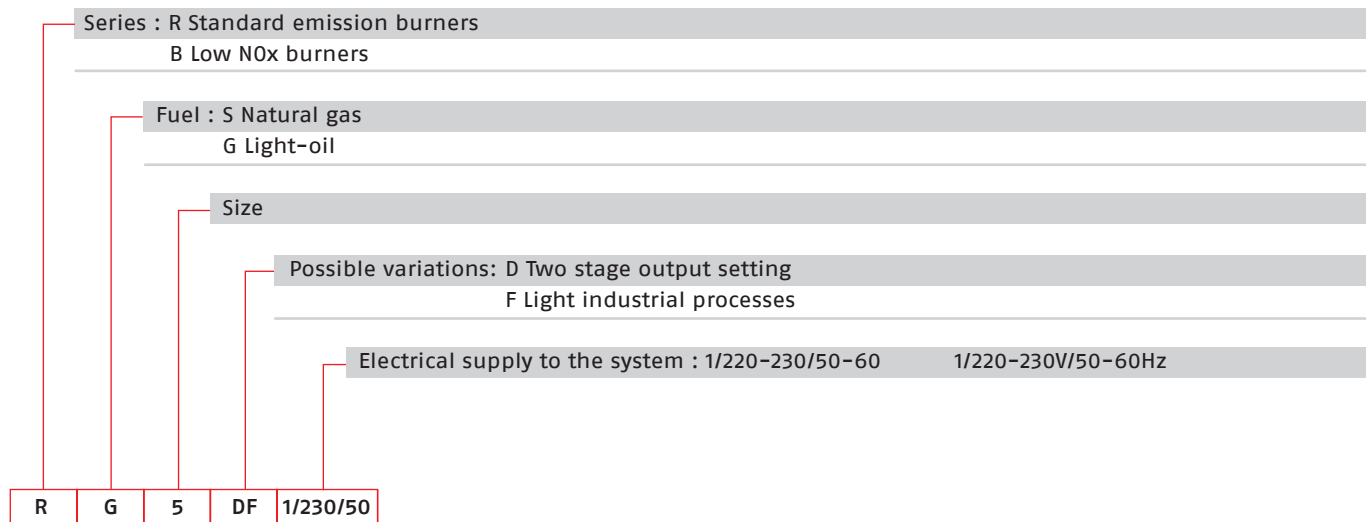 Series : R Standard emission burners
B Low N0x burners
Fuel : S Natural gas
G Light-oil
Size
Possible variations: D Two stage output setting
F Light industrial processes
Electrical supply to the system : 1/220-230/50-60 1/220-230V/50-60Hz
R G 5 DF 1/230/50